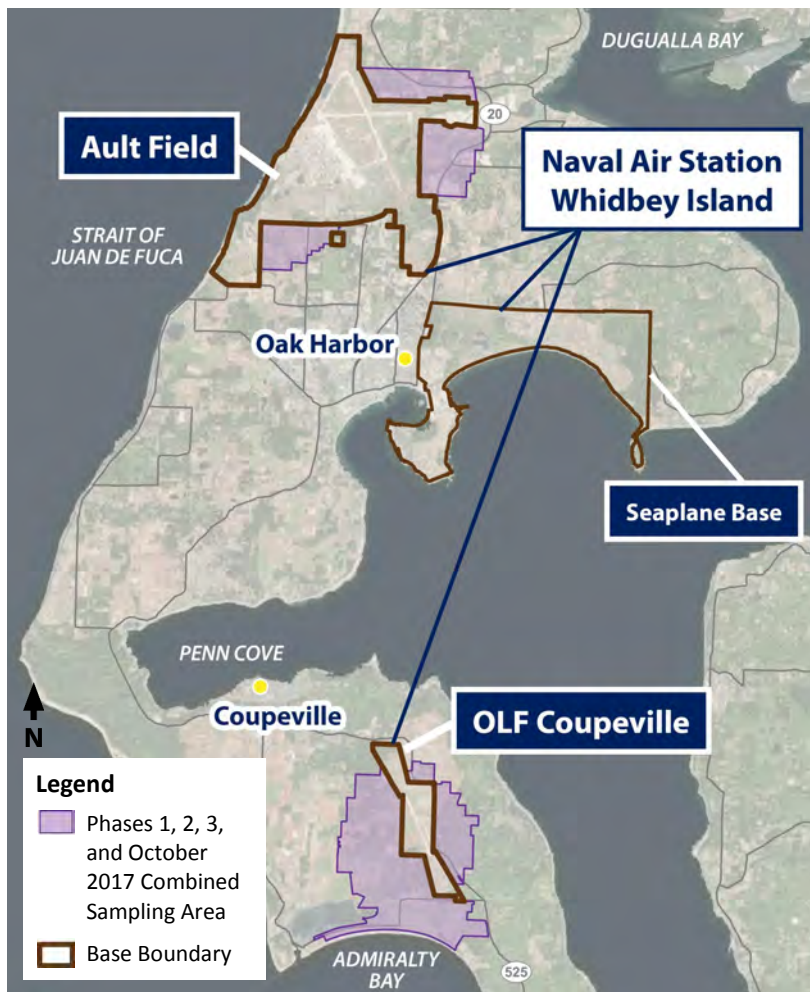 DUGUALLA BAY
20
Ault Field
Naval Air Station
Whidbey Island
STRAIT OF
JUAN DE FUCA
Oak Harbor
Seaplane Base
PENN COVE
Coupeville
OLF Coupeville
N
Legend
Phases 1, 2, 3,
and October
2017 Combined
Sampling Area
Base Boundary
ADMIRALTY
BAY
525